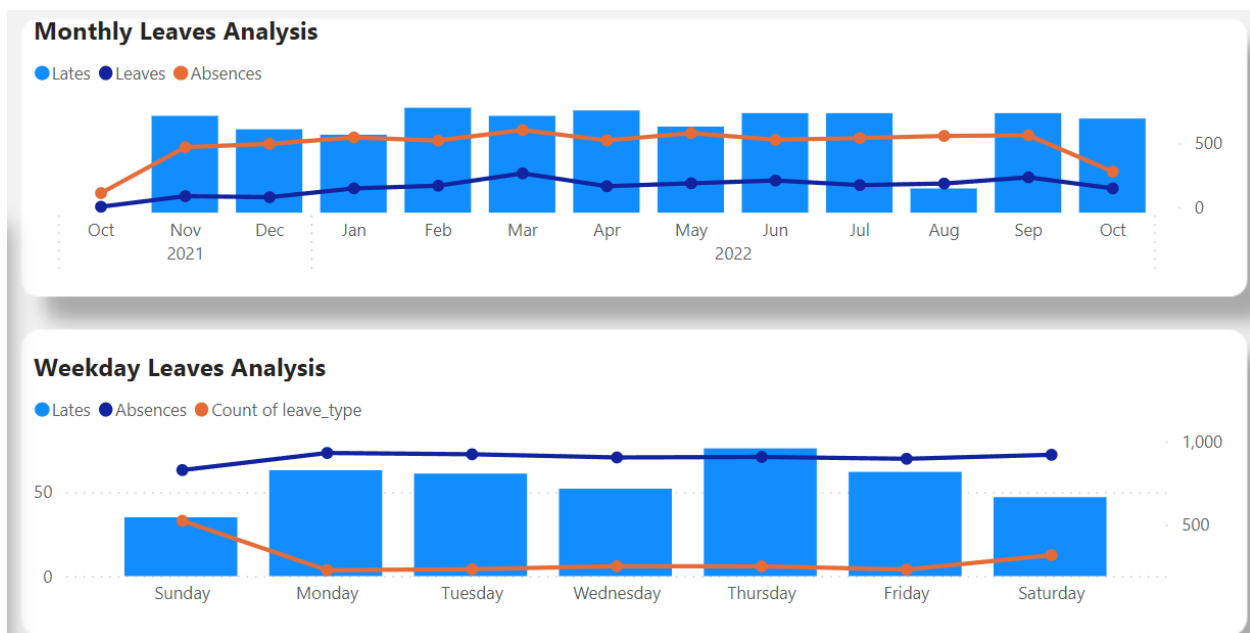 Monthly Leaves Analysis
Lates Leaves Absences
500
0
Oct Nov Dec Jan Feb Mar Apr May Jun Jul Aug Sep Oct
2021 2022
Weekday Leaves Analysis
Lates Absences Count of leave_type
1,000
50
500
0
Sunday Monday Tuesday Wednesday Thursday Friday Saturday